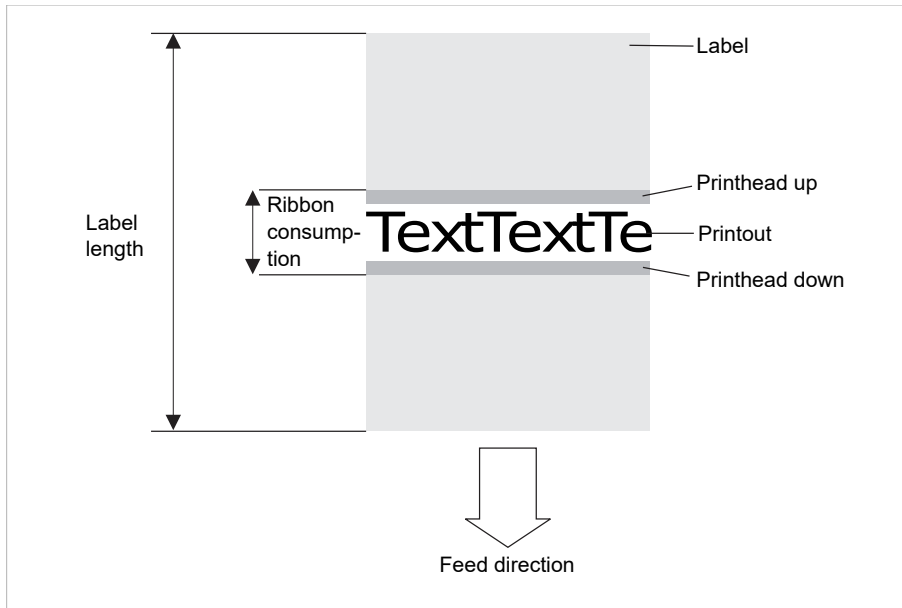 Label
Printhead up
Ribbon
consump-
tion
Label
length
TextTextTe
Printout
Printhead down
Feed direction